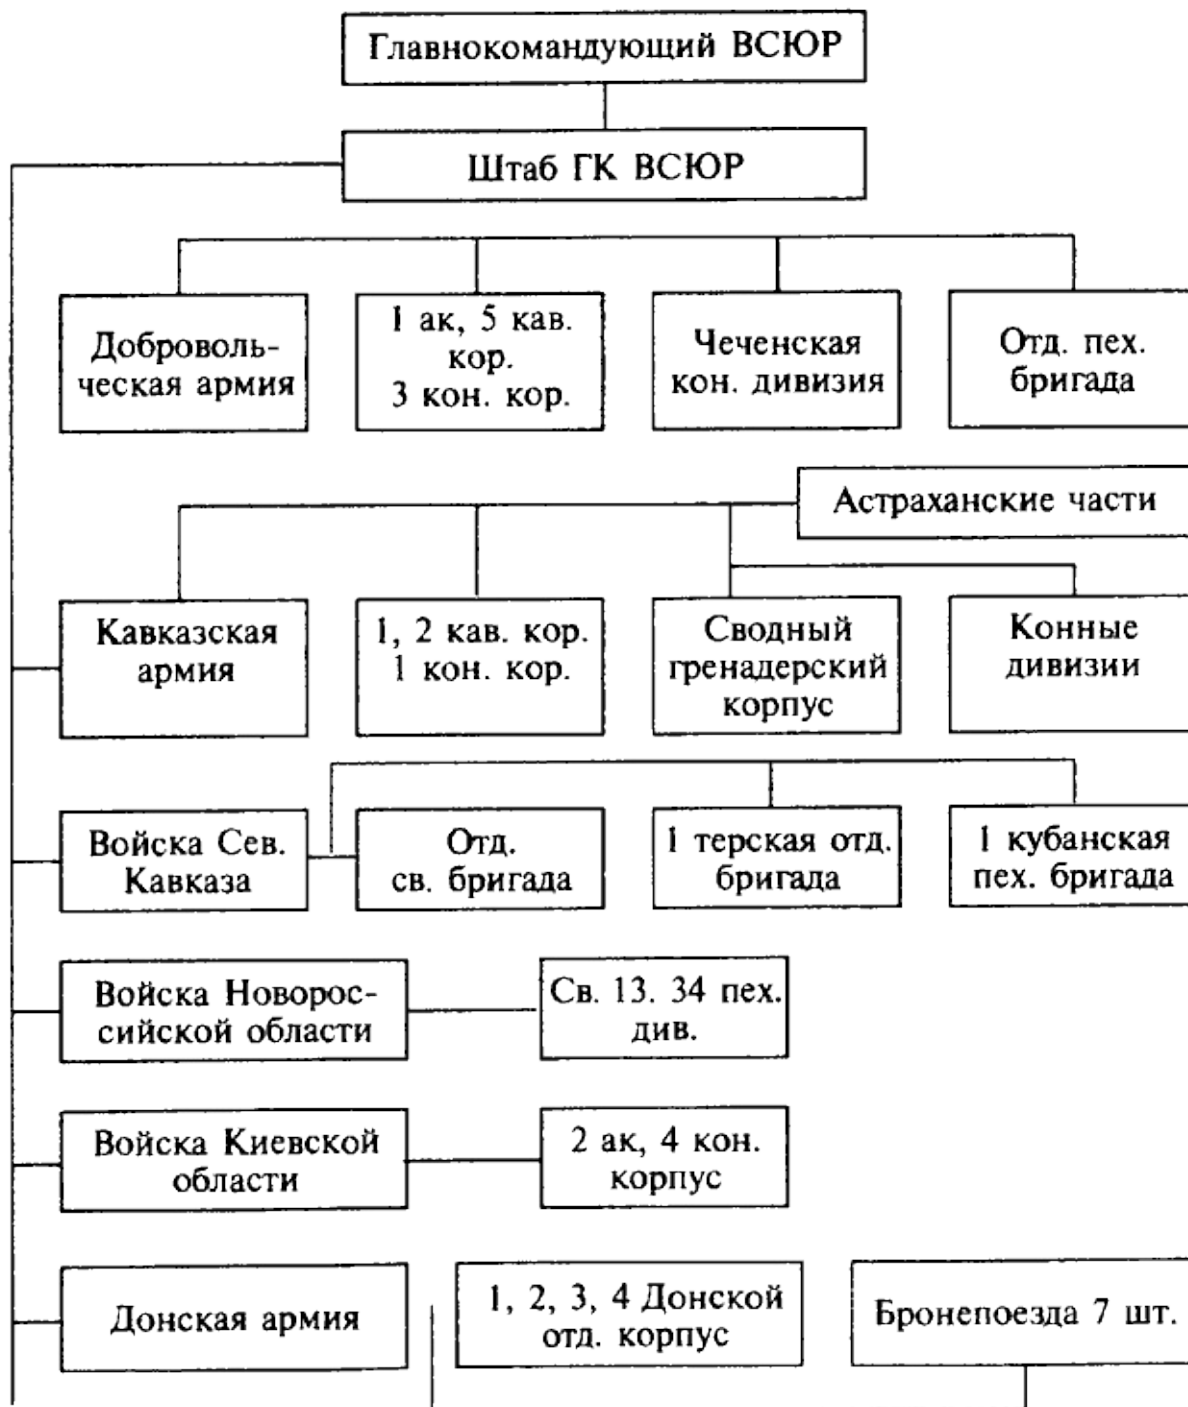 Главнокомандующий ВСЮР
Штаб ГК ВСЮР
Доброволь-
ческая армия
1 ак, 5 кав.
кор.
3 кон. кор.
Чеченская
кон. дивизия
Отд. пех.
бригада
Астраханские части
Кавказская
армия
1, 2 кав. кор.
1 кон. кор.
Сводный
гренадерский
корпус
Конные
дивизии
Войска Сев.
Кавказа
Отд.
св. бригада
1 терская отд.
бригада
1 кубанская
пех. бригада
Войска Новорос-
сийской области
Св. 13. 34 пех.
див.
Войска Киевской
области
2 ак, 4 кон.
корпус
Донская армия
1, 2, 3, 4 Донской
отд. корпус
Бронепоезда 7 шт.